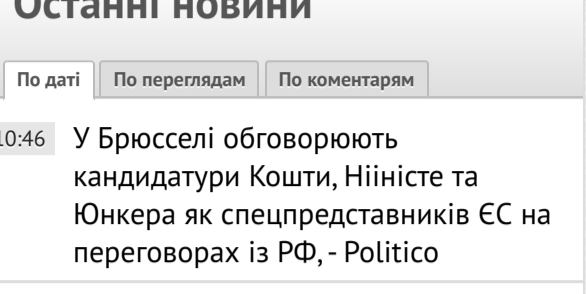 Останні новини
По даті По переглядам По коментарям
10:46 У Брюсселі обговорюють
кандидатури Кошти, Нііністе та
Юнкера як спецпредставників ЄС на
переговорах із РФ, - Politico